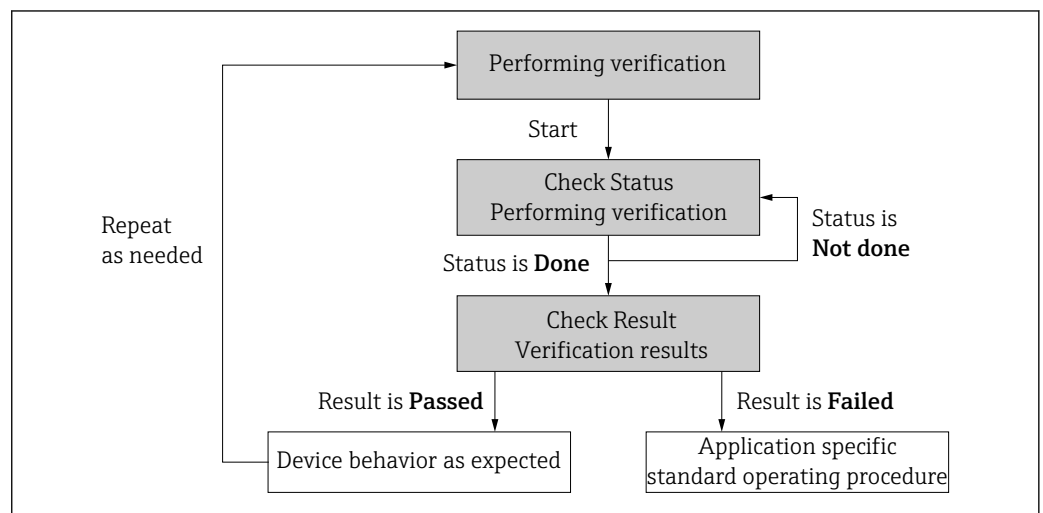 Performing verification
Start
Check Status
Performing verification
Repeat
as needed
Status is
Not done
Status is Done
Check Result
Verification results
Result is Passed
Result is Failed
Device behavior as expected
Application specific
standard operating procedure